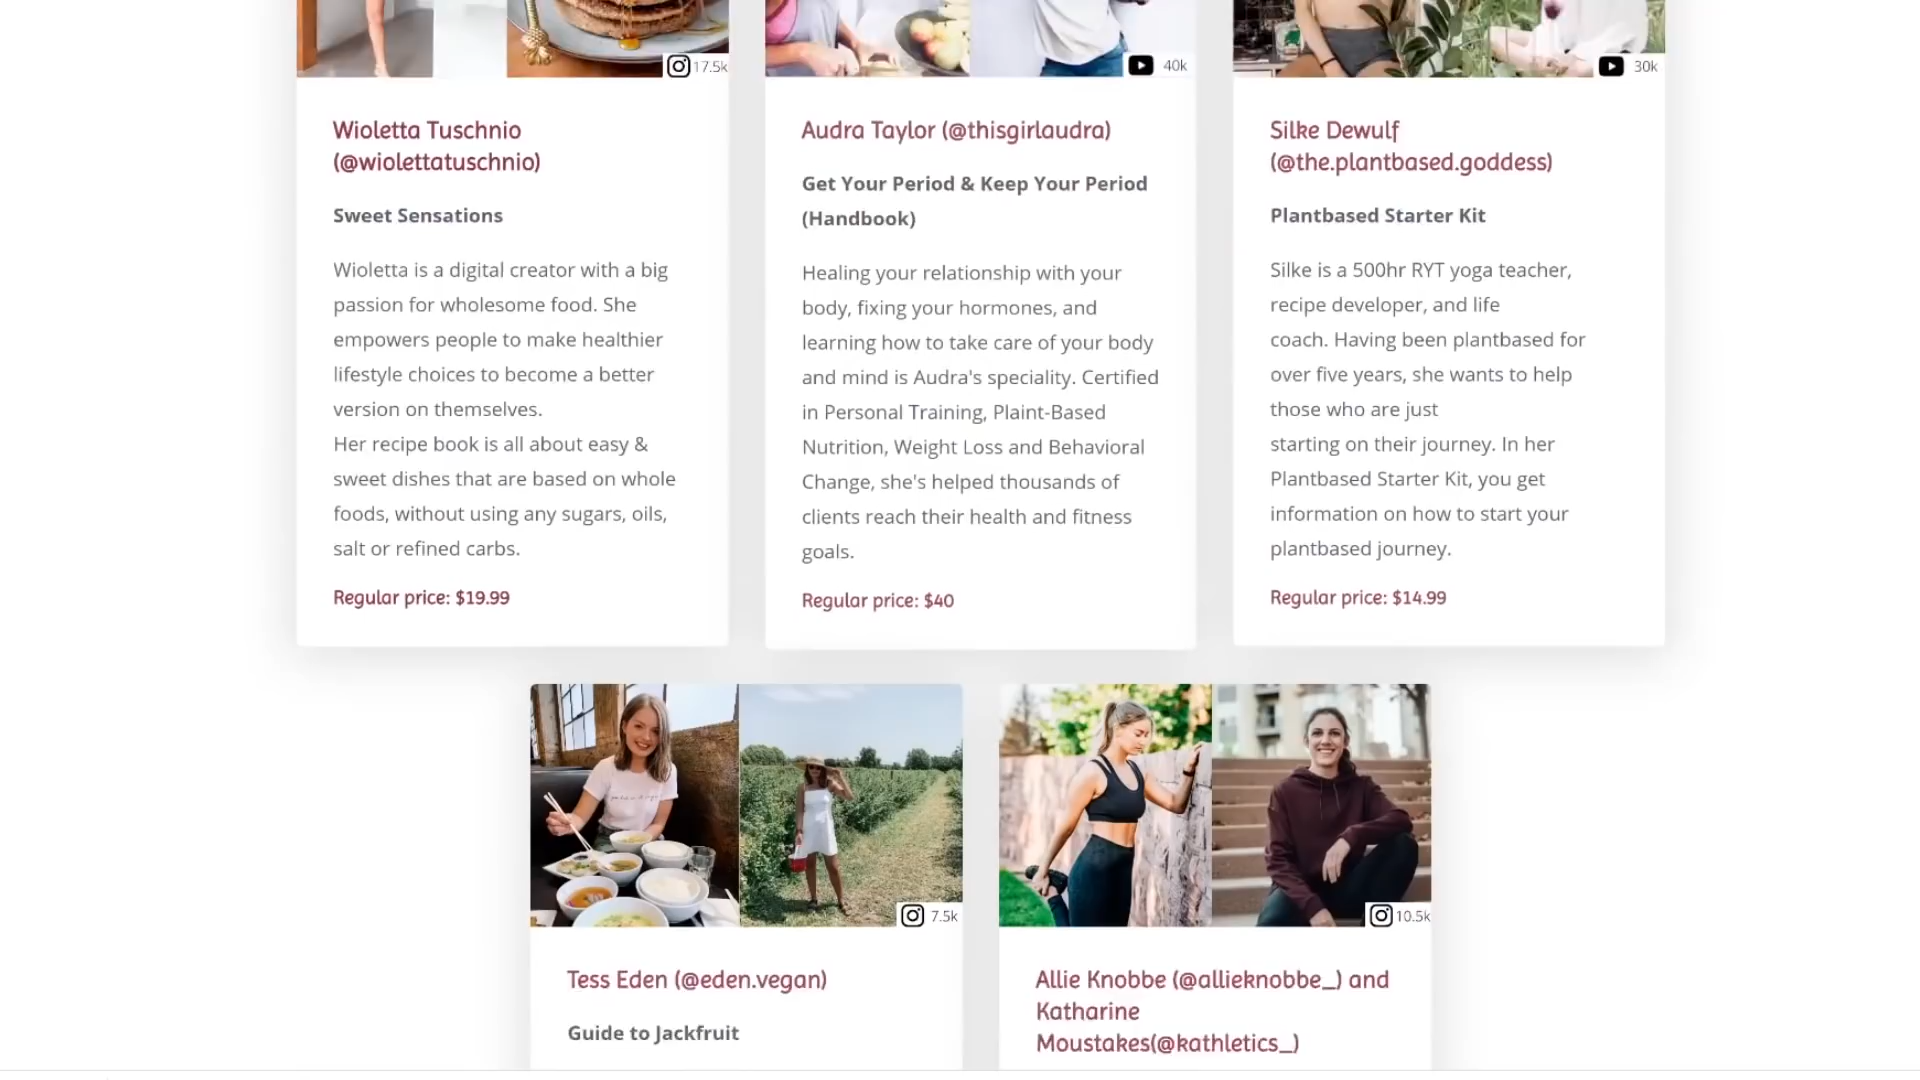 17.5k
40k
30k
Wioletta Tuschnio
(@wiolettatuschnio)
Sweet Sensations
Wioletta is a digital creator with a big
passion for wholesome food. She
empowers people to make healthier
lifestyle choices to become a better
version on themselves.
Her recipe book is all about easy &
sweet dishes that are based on whole
foods, without using any sugars, oils,
salt or refined carbs.
Regular price: $19.99
Audra Taylor (@thisgirlaudra)
Get Your Period & Keep Your Period
(Handbook)
Healing your relationship with your
body, fixing your hormones, and
learning how to take care of your body
and mind is Audra's speciality. Certified
in Personal Training, Plaint-Based
Nutrition, Weight Loss and Behavioral
Change, she's helped thousands of
clients reach their health and fitness
goals.
Regular price: $40
Silke Dewulf
(@the.plantbased.goddess)
Plantbased Starter Kit
Silke is a 500hr RYT yoga teacher,
recipe developer, and life
coach. Having been plantbased for
over five years, she wants to help
those who are just
starting on their journey. In her
Plantbased Starter Kit, you get
information on how to start your
plantbased journey.
Regular price: $14.99
7.5k
Tess Eden (@eden.vegan)
Guide to Jackfruit
10.5k
Allie Knobbe (@allieknobbe_) and
Katharine
Moustakes(@kathletics_)